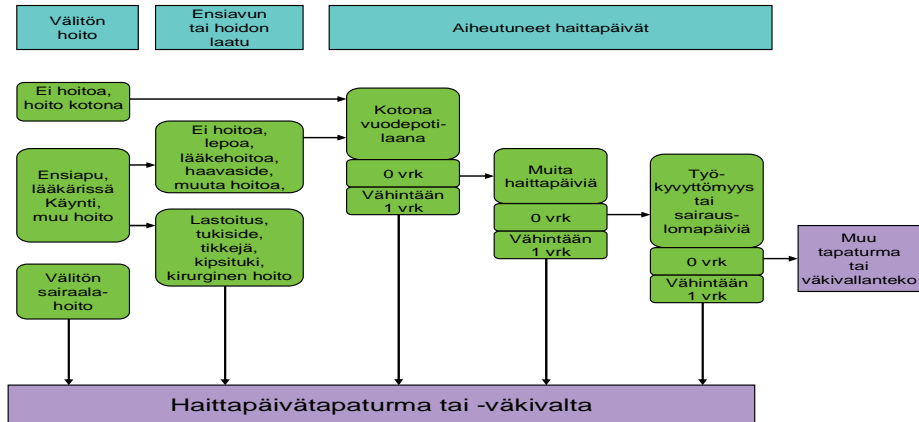 Välitön
hoito
Ensiavun
tai hoidon
laatu
Aiheutuneet haittapäivät
Ei hoitoa,
hoito kotona
Ensiapu,
lääkärissä
Käynti,
muu hoito
Välitön
sairaala-
hoito
Ei hoitoa,
lepoa,
lääkehoitoa,
haavaside,
muuta hoitoa,
Lastoitus,
tukiside,
tikkejä,
kipsituki,
kirurginen hoito
Kotona
vuodepoti-
laana
0 vrk
Vähintään
1 vrk
Muita
haittapäiviä
0 vrk
Vähintään
1 vrk
Työ-
kyvyttömyys
tai
sairaus-
lomapäiviä
0 vrk
Vähintään
1 vrk
Muu
tapaturma
tai
väkivallanteko
Haittapäivätapaturma tai -väkivalta